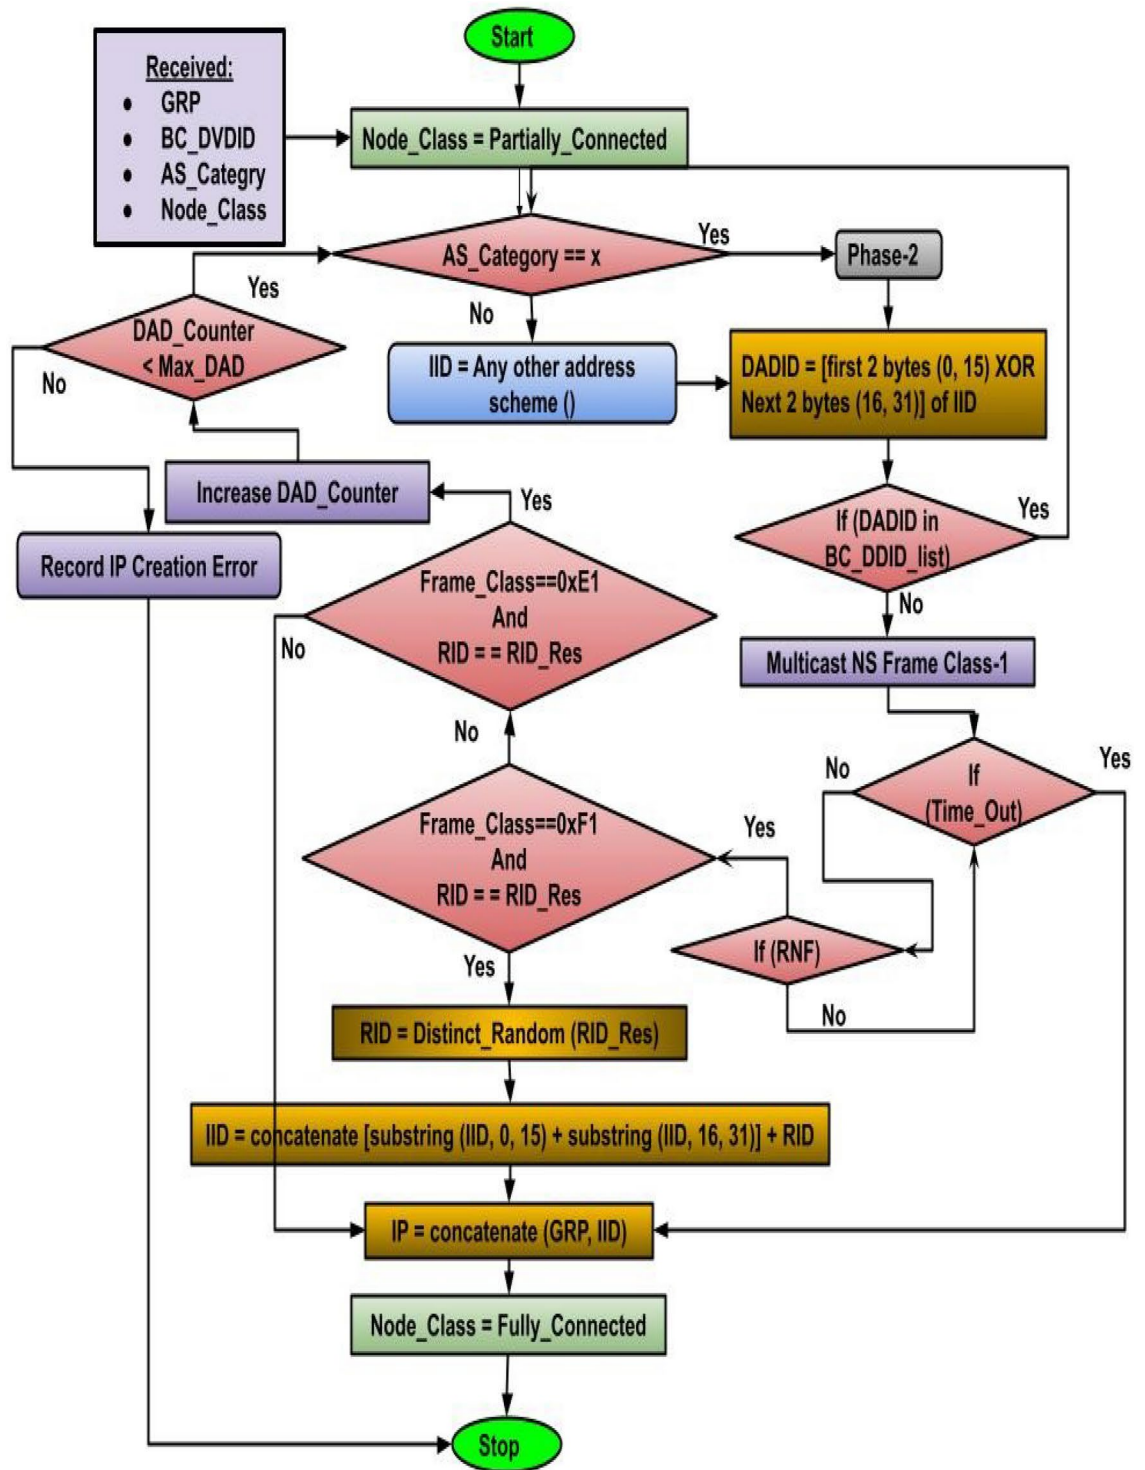 Start
Received:
• GRP
• BC_DVDID
• AS_Categry
• Node_Class
Node_Class = Partially_Connected
AS_Category == x
Yes
Phase-2
No
Yes
DAD_Counter
< Max_DAD
No
IID = Any other address
scheme ()
DADID = [first 2 bytes (0, 15) XOR
Next 2 bytes (16, 31)] of IID
Increase DAD_Counter
Yes
If (DADID in
BC_DDID_list)
Yes
No
Record IP Creation Error
Frame_Class==0xE1
And
RID = = RID_Res
No
Multicast NS Frame Class-1
No
If
(Time_Out)
No
Yes
Frame_Class==0xF1
And
RID = = RID_Res
Yes
If (RNF)
No
Yes
RID = Distinct_Random (RID_Res)
IID = concatenate [substring (IID, 0, 15) + substring (IID, 16, 31)] + RID
IP = concatenate (GRP, IID)
Node_Class = Fully_Connected
Stop